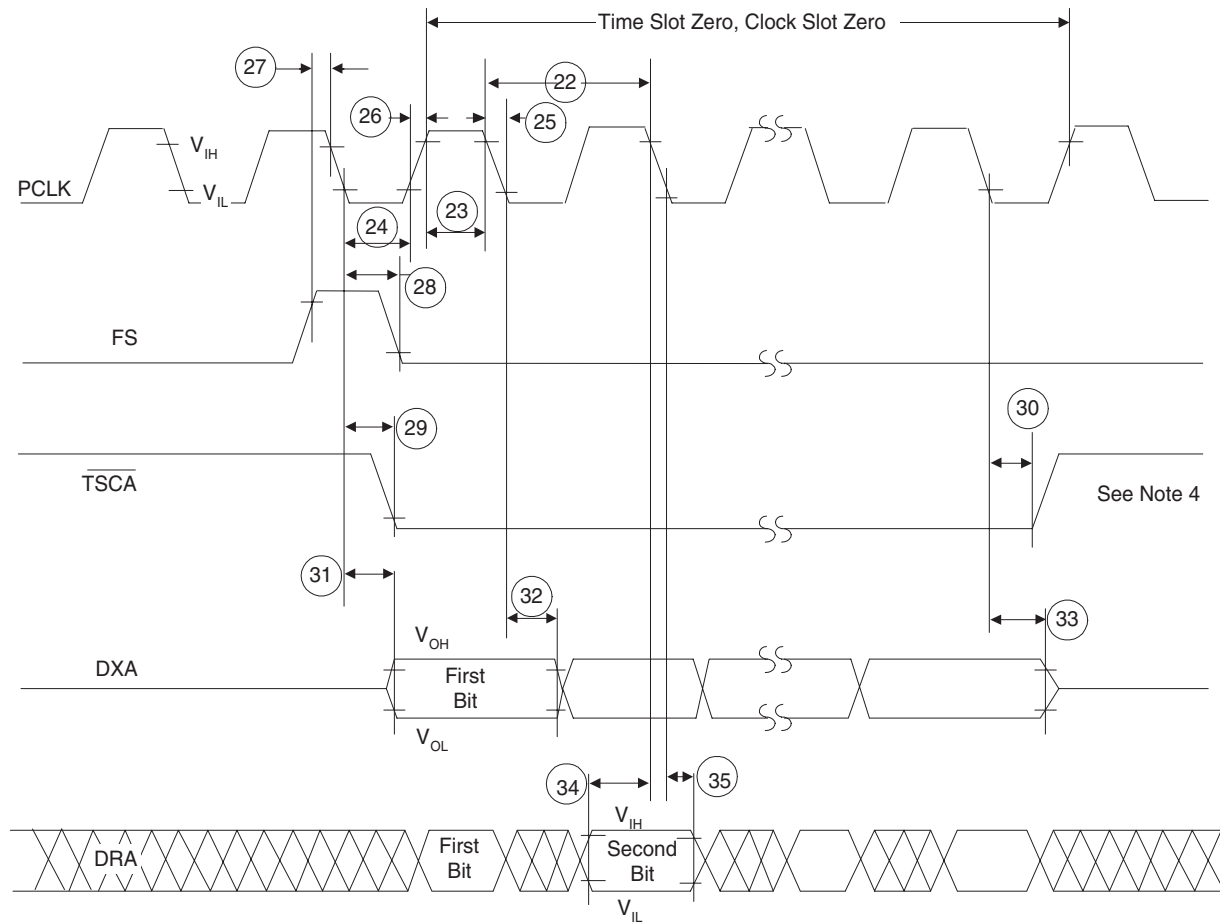 Time Slot Zero, Clock Slot Zero
27
22
26
25
V_IH
PCLK
V_IL
23
24
28
FS
30
29
TSCA
See Note 4
31
32
33
V_OH
DXA
First
Bit
V_OL
34
35
V_IH
DRA
First
Bit
Second
Bit
V_IL